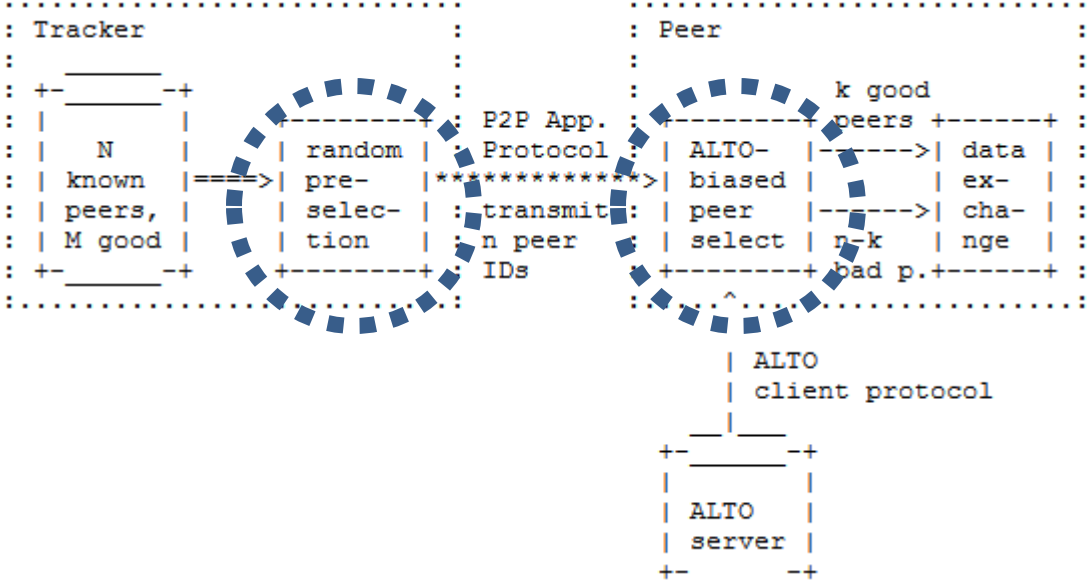 Tracker
N
known
peers,
M good
random
pre-
selec-
tion
P2P App.
Protocol
transmit
n peer
IDs
Peer
ALTO-
biased
peer
select
k good
peers
n-k
bad p.
data
ex-
cha-
nge
ALTO
client protocol
ALTO
server